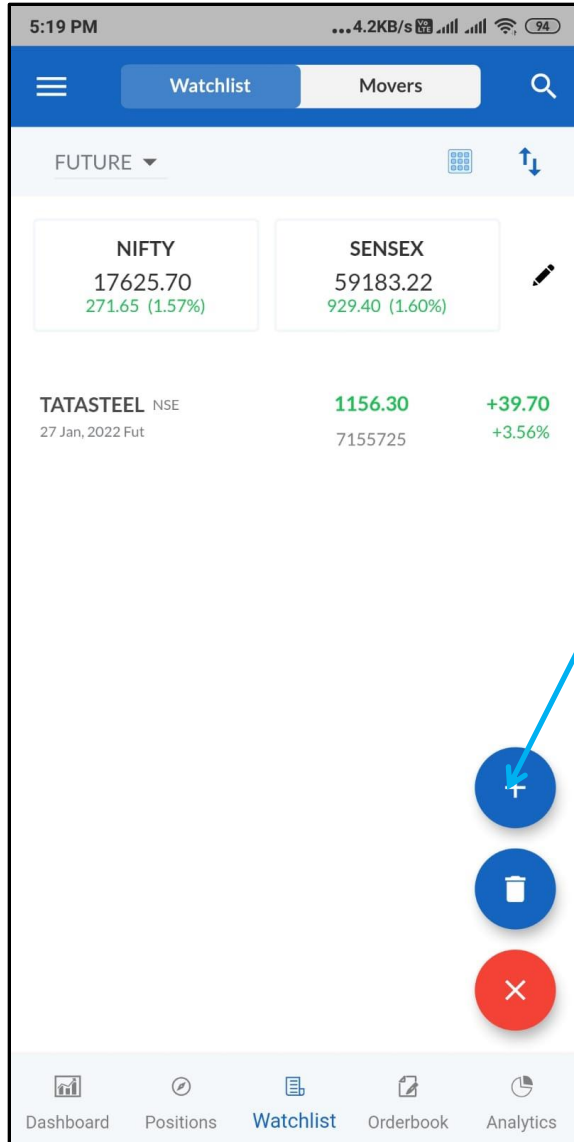 5:19 PM ...4.2KB/s Vo LTE 94
Watchlist Movers
FUTURE
NIFTY SENSEX
17625.70 59183.22
271.65 (1.57%) 929.40 (1.60%)
TATASTEEL NSE 1156.30 +39.70
27 Jan, 2022 Fut 7155725 +3.56%
Dashboard Positions Watchlist Orderbook Analytics